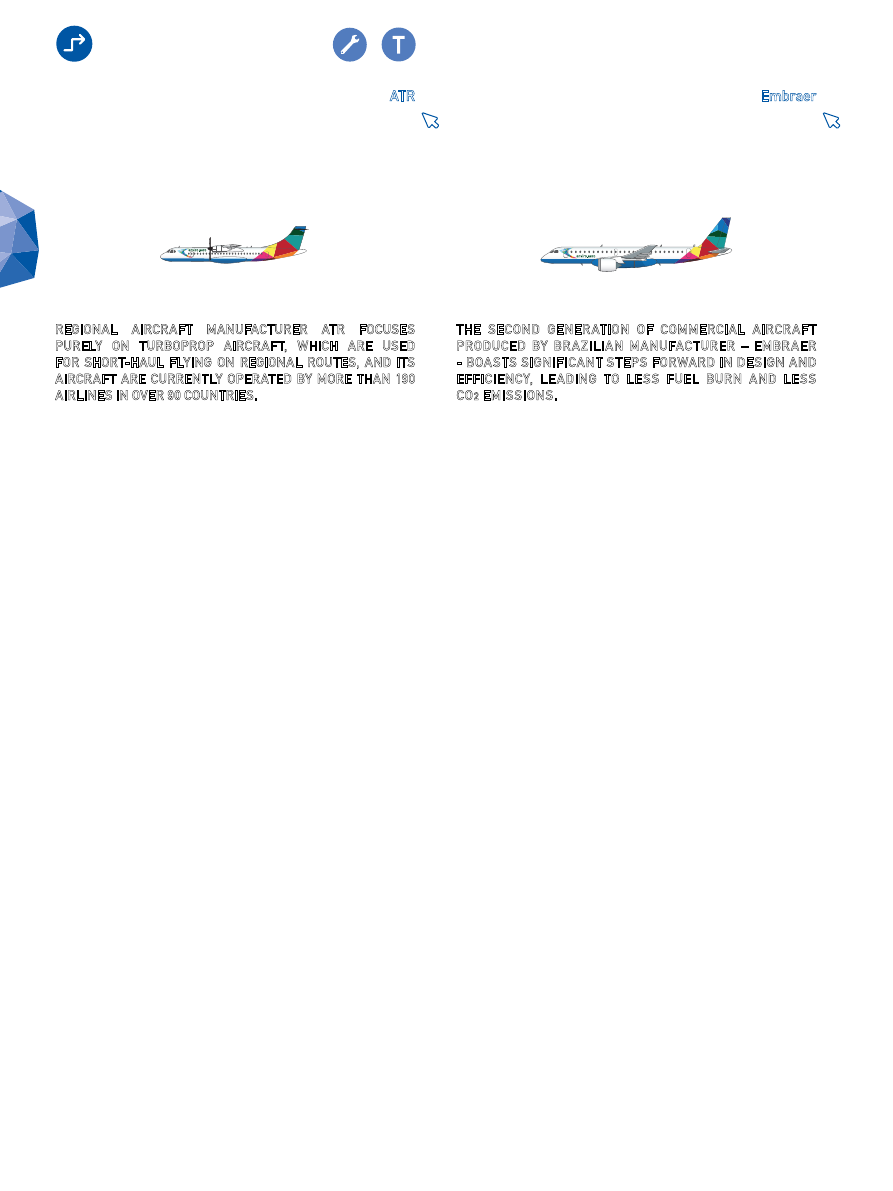 T
ATR
Embraer
REGIONAL AIRCRAFT MANUFACTURER ATR FOCUSES
PURELY ON TURBOPROP AIRCRAFT, WHICH ARE USED
FOR SHORT-HAUL FLYING ON REGIONAL ROUTES, AND ITS
AIRCRAFT ARE CURRENTLY OPERATED BY MORE THAN 190
AIRLINES IN OVER 90 COUNTRIES.
THE SECOND GENERATION OF COMMERCIAL AIRCRAFT
PRODUCED BY BRAZILIAN MANUFACTURER – EMBRAER
- BOASTS SIGNIFICANT STEPS FORWARD IN DESIGN AND
EFFICIENCY, LEADING TO LESS FUEL BURN AND LESS
CO₂ EMISSIONS.